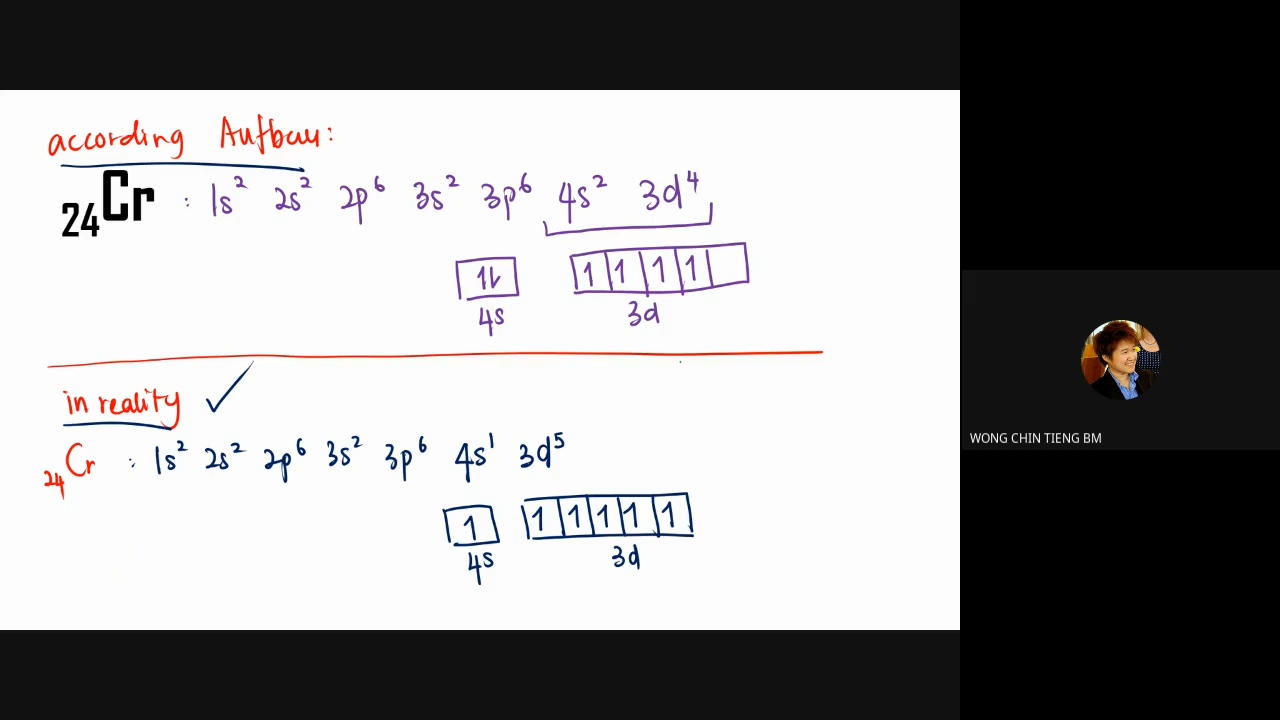 according Aufbau:
₂₄Cr : 1s² 2s² 2p⁶ 3s² 3p⁶ 4s² 3d⁴
1⇂ 1 1 1 1
4s 3d
in reality ✓
₂₄Cr : 1s² 2s² 2p⁶ 3s² 3p⁶ 4s¹ 3d⁵
1 1 1 1 1 1
4s 3d
WONG CHIN TIENG BM